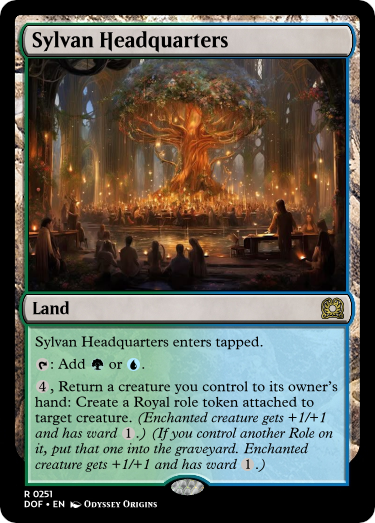 Sylvan Headquarters
Land
Sylvan Headquarters enters tapped.
: Add or .
4, Return a creature you control to its owner's
hand: Create a Royal role token attached to
target creature. (Enchanted creature gets +1/+1
and has ward 1.) (If you control another Role on
it, put that one into the graveyard. Enchanted
creature gets +1/+1 and has ward 1.)
R 0251
DOF • EN Odyssey Origins